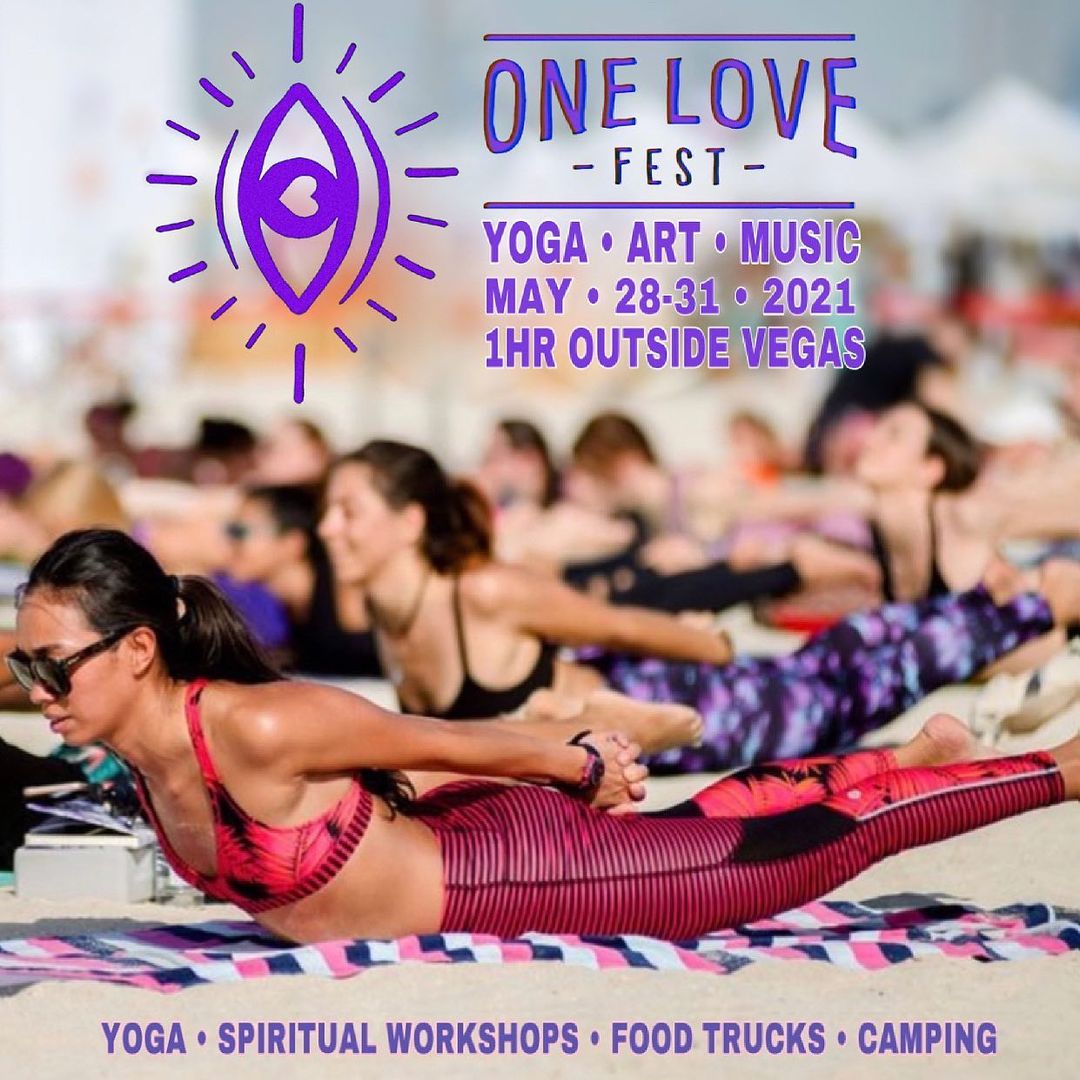 ONE LOVE
- FEST -
YOGA • ART • MUSIC
MAY • 28-31 • 2021
1HR OUTSIDE VEGAS
YOGA • SPIRITUAL WORKSHOPS • FOOD TRUCKS • CAMPING